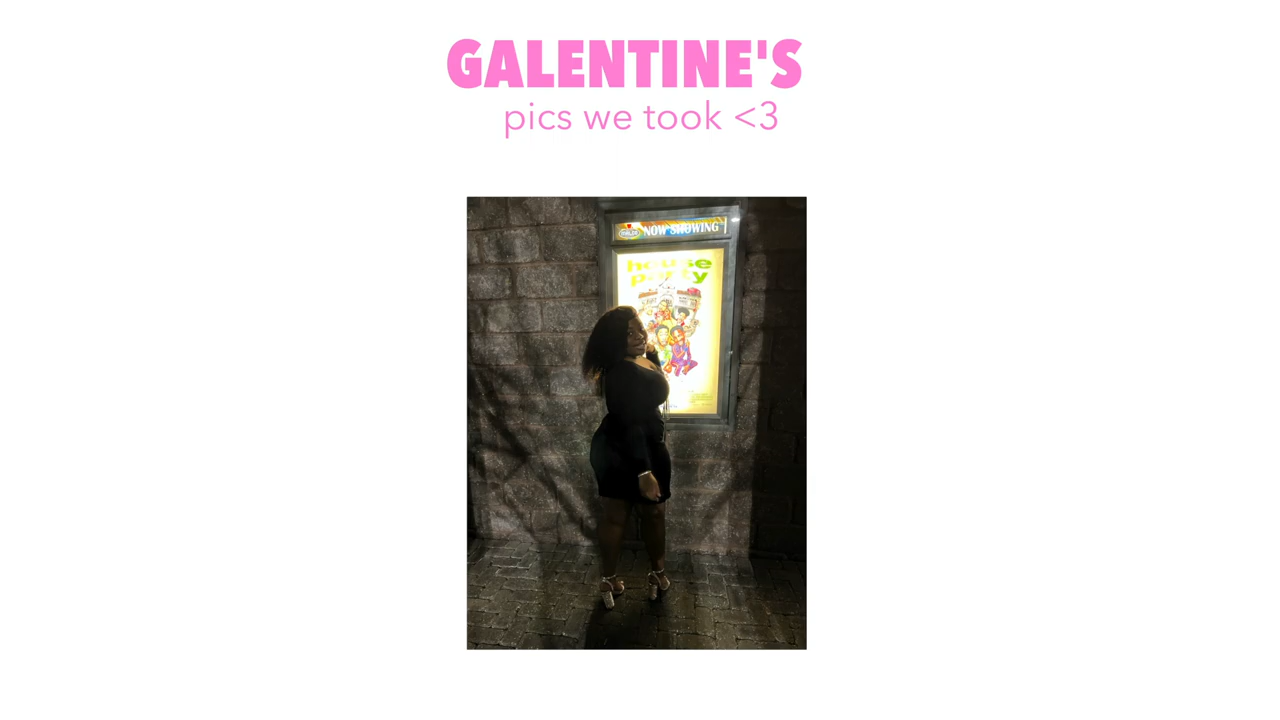 GALENTINE'S
pics we took <3
NOW SHOWING
house
party